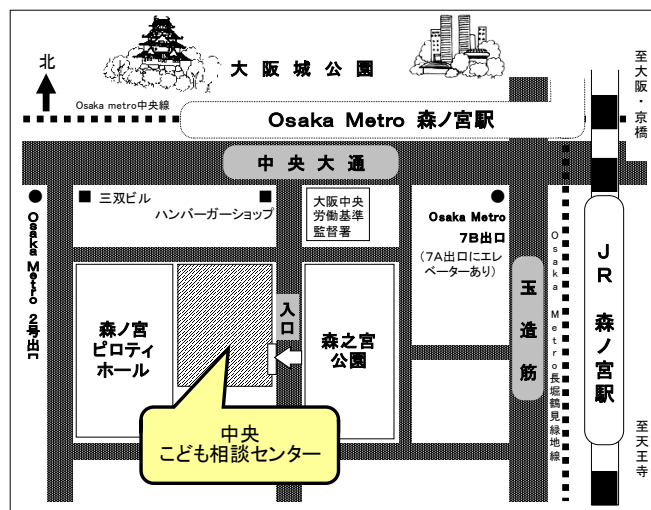 北
大阪城公園
至大阪・京橋
Osaka metro中央線
Osaka Metro 森ノ宮駅
中央大通
三双ビル
ハンバーガーショップ
大阪中央
労働基準
監督署
Osaka Metro
7B出口
(7A出口にエレ
ベーターあり)
Osaka Metro 2号出口
森ノ宮
ピロティ
ホール
入口
森之宮
公園
玉造筋
Osaka Metro長堀鶴見緑地線
JR 森ノ宮駅
中央
こども相談センター
至天王寺